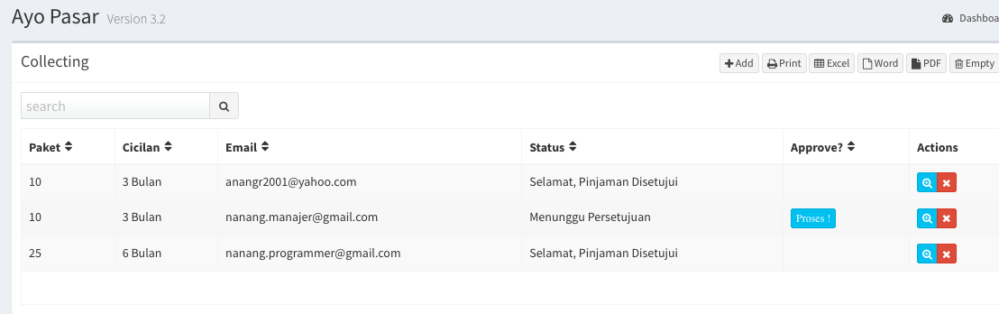 Ayo Pasar Version 3.2 Dashboa
Collecting Add Print Excel Word PDF Empty
search
Paket Cicilan Email Status Approve? Actions
10 3 Bulan anangr2001@yahoo.com Selamat, Pinjaman Disetujui
10 3 Bulan nanang.manajer@gmail.com Menunggu Persetujuan Proses !
25 6 Bulan nanang.programmer@gmail.com Selamat, Pinjaman Disetujui